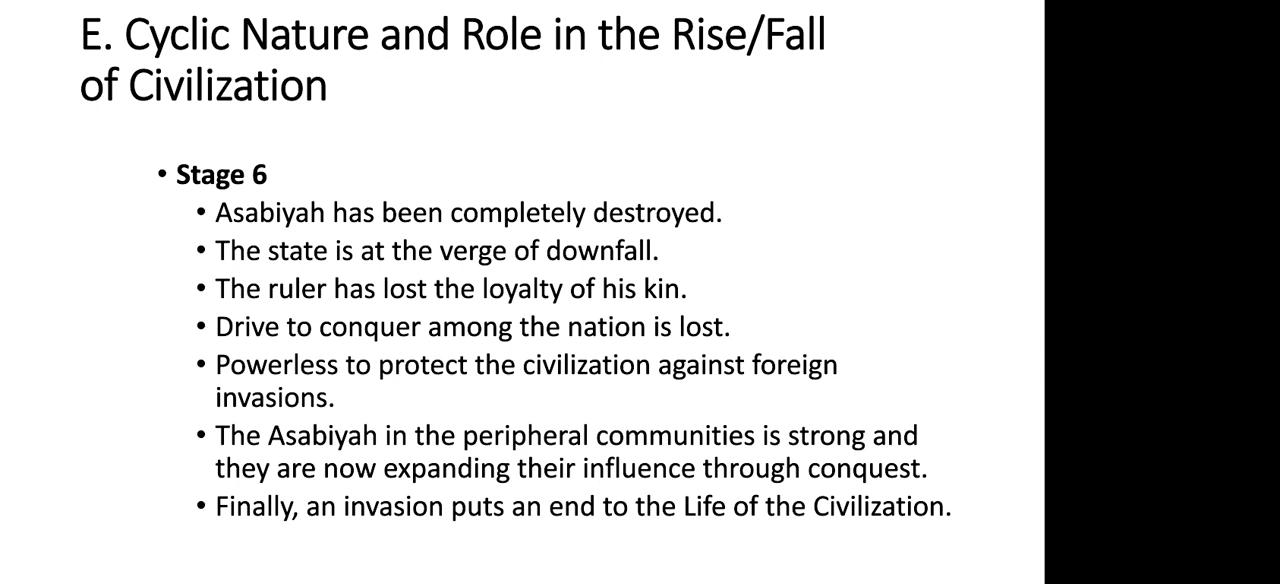 E. Cyclic Nature and Role in the Rise/Fall
of Civilization
• Stage 6
• Asabiyah has been completely destroyed.
• The state is at the verge of downfall.
• The ruler has lost the loyalty of his kin.
• Drive to conquer among the nation is lost.
• Powerless to protect the civilization against foreign
invasions.
• The Asabiyah in the peripheral communities is strong and
they are now expanding their influence through conquest.
• Finally, an invasion puts an end to the Life of the Civilization.